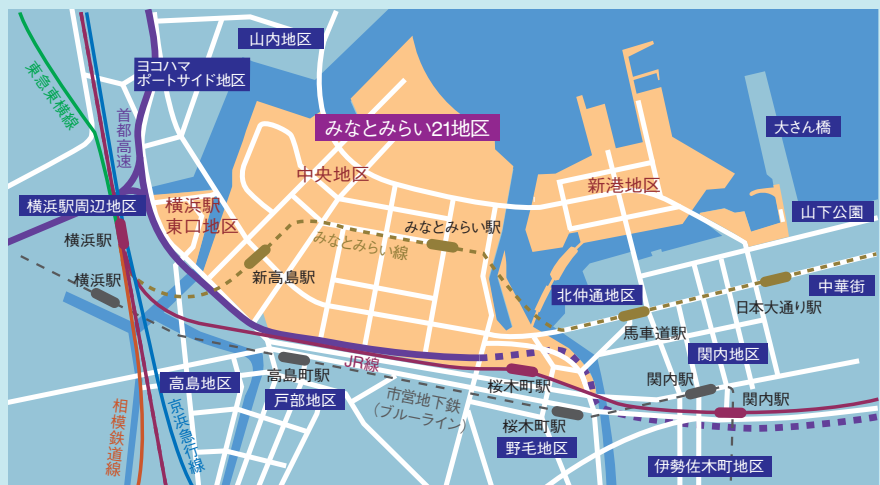 山内地区
ヨコハマ
ポートサイド地区
東急東横線
首都高速
みなとみらい21地区
大さん橋
中央地区
新港地区
横浜駅周辺地区
横浜駅
東口地区
山下公園
みなとみらい駅
横浜駅
みなとみらい線
横浜駅
新高島駅
北仲通地区
中華街
日本大通り駅
馬車道駅
関内地区
JR線
高島町駅
高島地区
桜木町駅
関内駅
関内駅
戸部地区
市営地下鉄
（ブルーライン）
相模鉄道線
京浜急行線
桜木町駅
野毛地区
伊勢佐木町地区